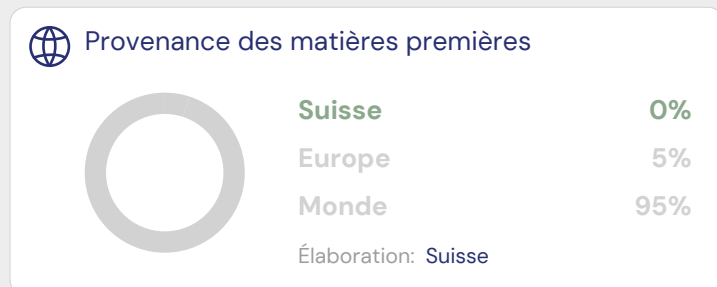 Provenance des matières premières
Suisse 0%
Europe 5%
Monde 95%
Élaboration: Suisse